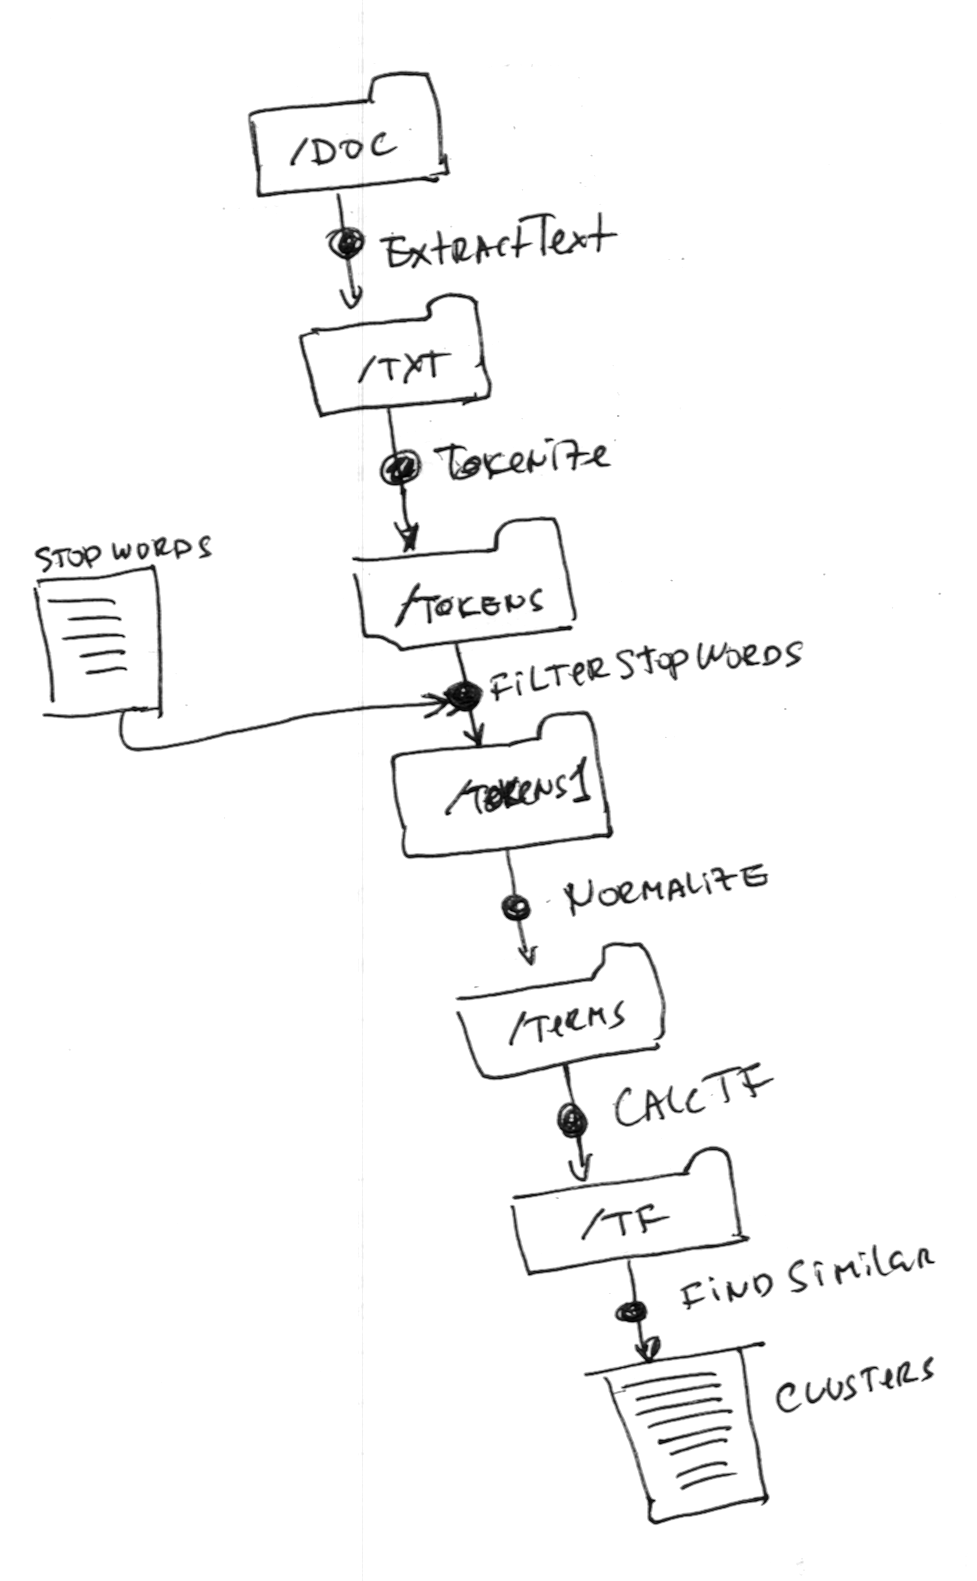 /DOC
ExtractText
/TXT
Tokenize
STOP WORDS
/TOKENS
FILTER STOP WORDS
/TOKENS1
NORMALIZE
/TERMS
CALCTF
/TF
FIND SIMILAR
CLUSTERS